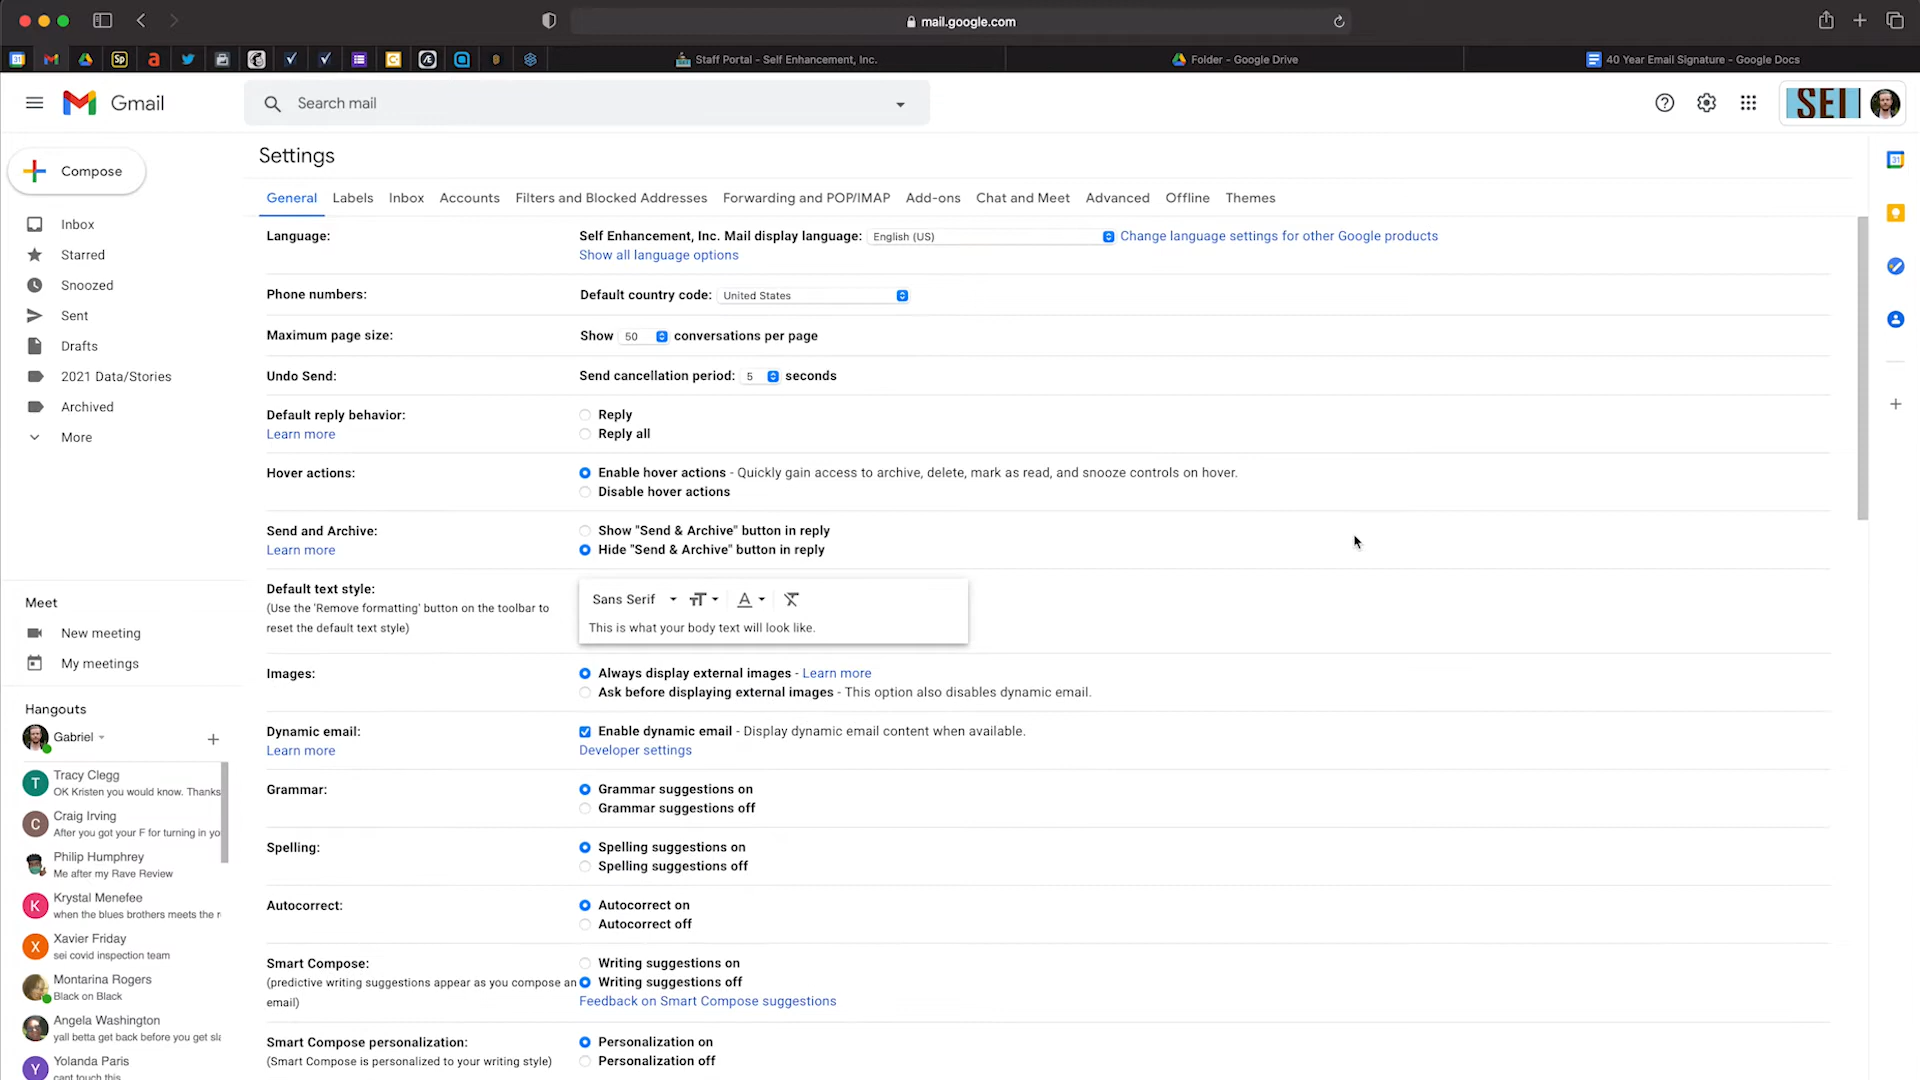 mail.google.com
Staff Portal - Self Enhancement, Inc.
Folder - Google Drive
40 Year Email Signature - Google Docs
Gmail
Search mail
SEI
Compose
Inbox
Starred
Snoozed
Sent
Drafts
2021 Data/Stories
Archived
More
Meet
New meeting
My meetings
Hangouts
Gabriel
T Tracy Clegg
OK Kristen you would know. Thanks
C Craig Irving
After you got your F for turning in yo
Philip Humphrey
Me after my Rave Review
K Krystal Menefee
when the blues brothers meets the r
X Xavier Friday
sei covid inspection team
Montarina Rogers
Black on Black
Angela Washington
yall betta get back before you get sla
Y Yolanda Paris
cant touch this
Settings
General Labels Inbox Accounts Filters and Blocked Addresses Forwarding and POP/IMAP Add-ons Chat and Meet Advanced Offline Themes
Language: Self Enhancement, Inc. Mail display language: English (US) Change language settings for other Google products
Show all language options
Phone numbers: Default country code: United States
Maximum page size: Show 50 conversations per page
Undo Send: Send cancellation period: 5 seconds
Default reply behavior: Reply
Learn more Reply all
Hover actions: Enable hover actions - Quickly gain access to archive, delete, mark as read, and snooze controls on hover.
Disable hover actions
Send and Archive: Show "Send & Archive" button in reply
Learn more Hide "Send & Archive" button in reply
Default text style:
(Use the 'Remove formatting' button on the toolbar to
reset the default text style)
Sans Serif
This is what your body text will look like.
Images: Always display external images - Learn more
Ask before displaying external images - This option also disables dynamic email.
Dynamic email: Enable dynamic email - Display dynamic email content when available.
Learn more Developer settings
Grammar: Grammar suggestions on
Grammar suggestions off
Spelling: Spelling suggestions on
Spelling suggestions off
Autocorrect: Autocorrect on
Autocorrect off
Smart Compose: Writing suggestions on
(predictive writing suggestions appear as you compose an Writing suggestions off
email) Feedback on Smart Compose suggestions
Smart Compose personalization: Personalization on
(Smart Compose is personalized to your writing style) Personalization off